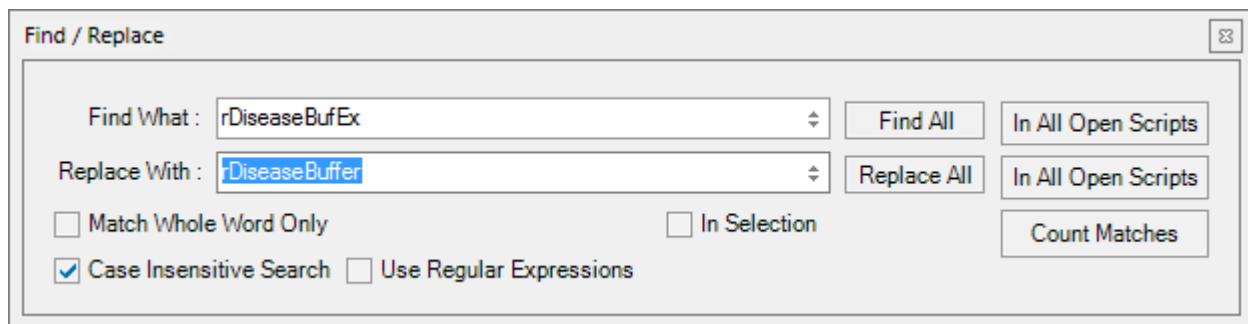 Find / Replace
Find What : rDiseaseBufEx Find All In All Open Scripts
Replace With : rDiseaseBuffer Replace All In All Open Scripts
Match Whole Word Only In Selection Count Matches
Case Insensitive Search Use Regular Expressions